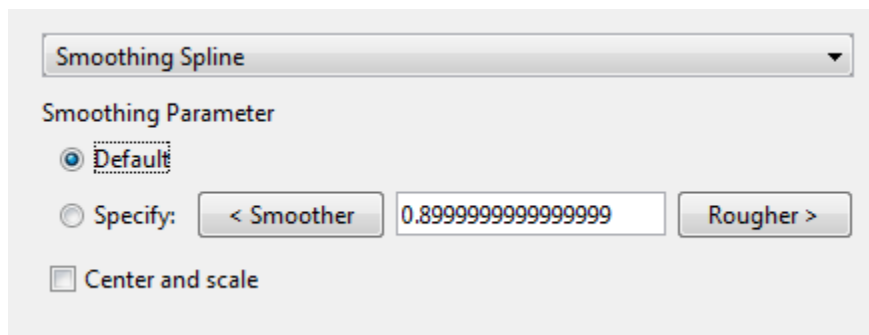 Smoothing Spline
Smoothing Parameter
Default
Specify: < Smoother 0.8999999999999999 Rougher >
Center and scale